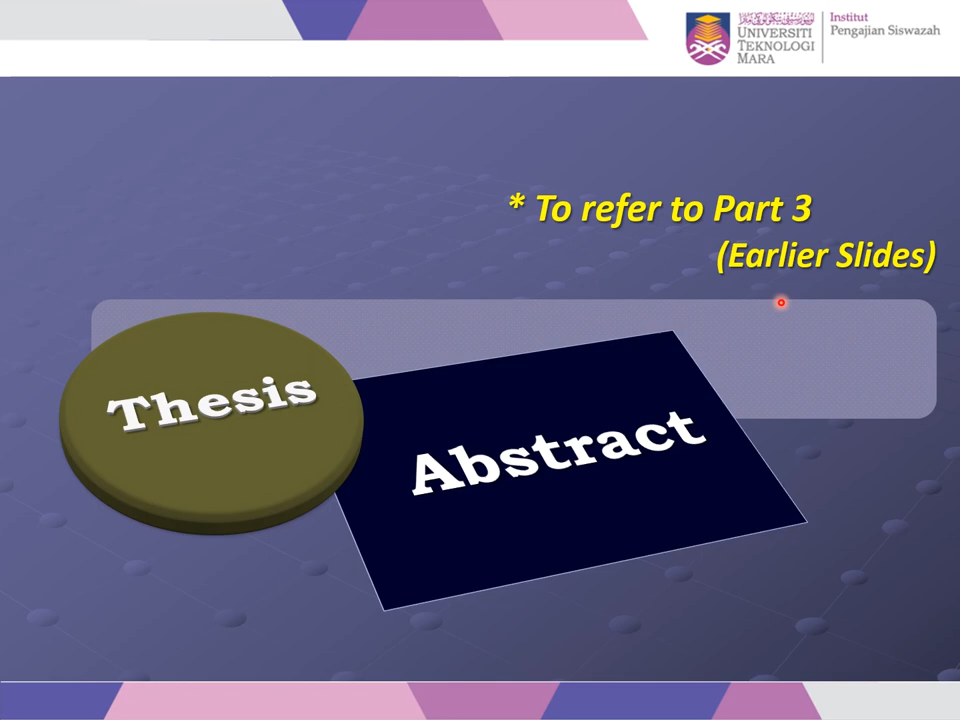 UNIVERSITI
TEKNOLOGI
MARA
Institut
Pengajian Siswazah
* To refer to Part 3
(Earlier Slides)
Thesis
Abstract